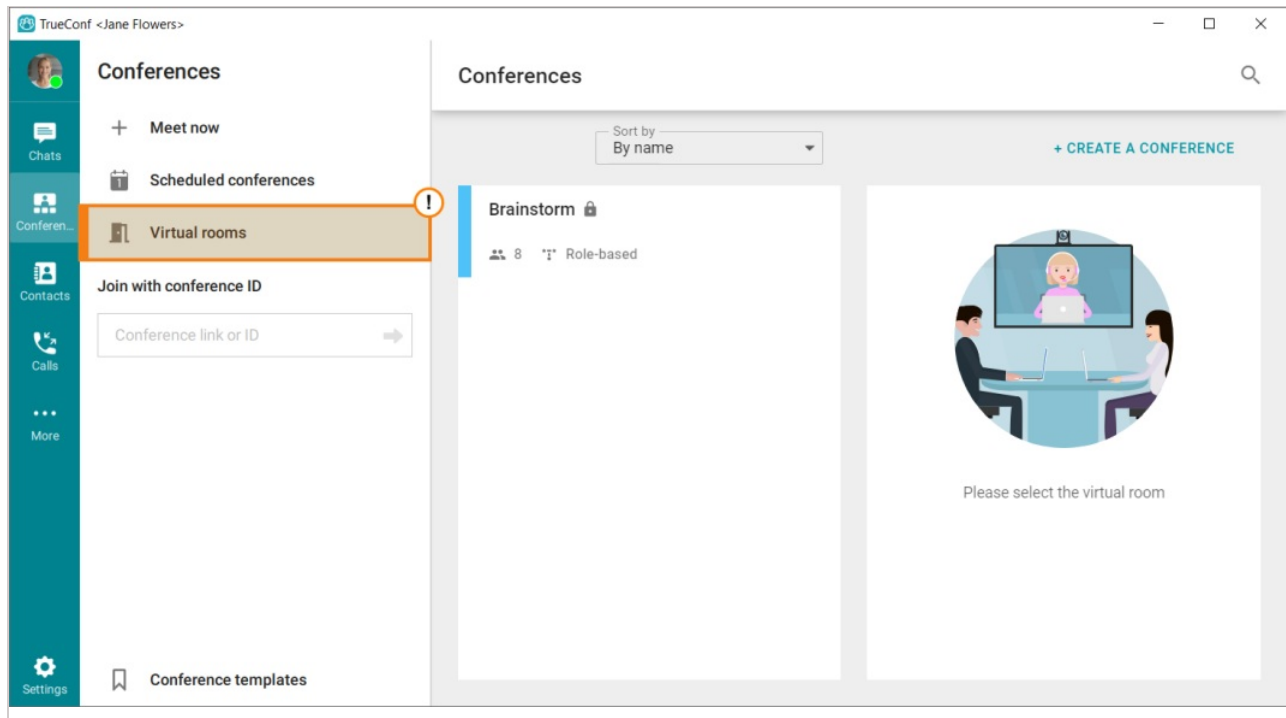 TrueConf <Jane Flowers>
Chats
Conferen...
Contacts
Calls
More
Settings
Conferences
Meet now
1
Scheduled conferences
!
Virtual rooms
Join with conference ID
Conference link or ID
Conference templates
Conferences
Sort by
By name
+ CREATE A CONFERENCE
Brainstorm
8 Role-based
Please select the virtual room